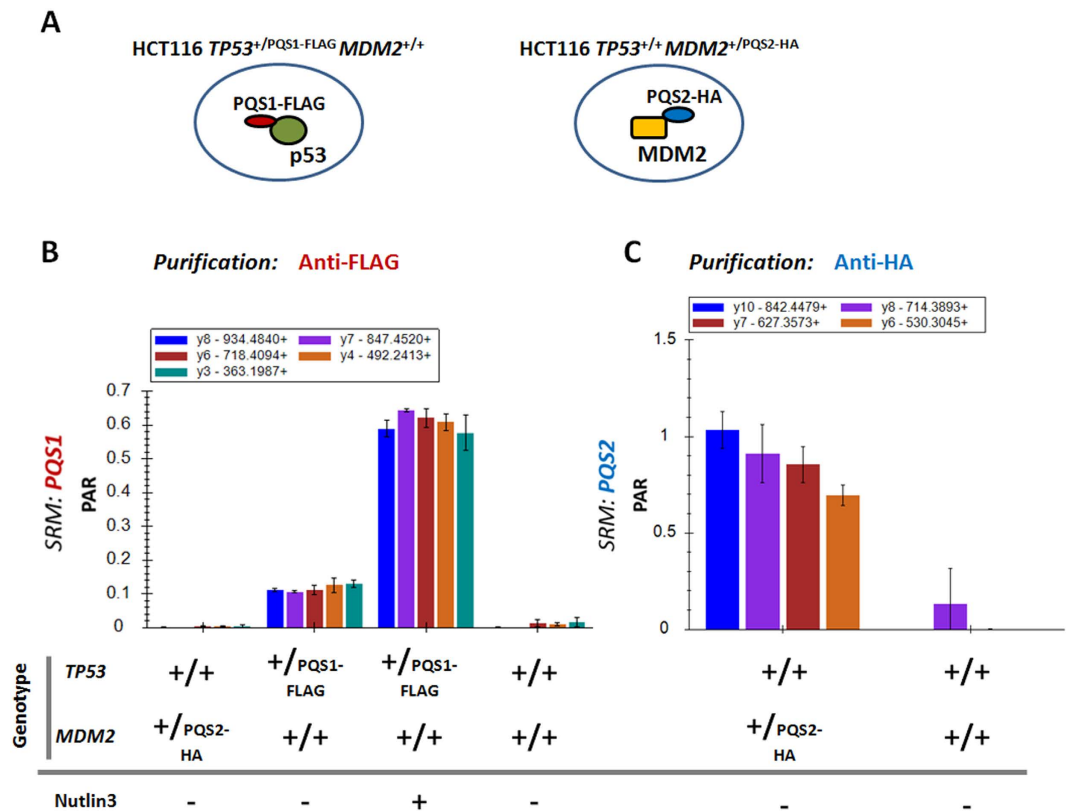 A
HCT116 TP53+/PQS1-FLAG MDM2+/+
PQS1-FLAG
p53
HCT116 TP53+/+ MDM2+/PQS2-HA
PQS2-HA
MDM2
B
Purification: Anti-FLAG
y8 - 934.4840+ y7 - 847.4520+
y6 - 718.4094+ y4 - 492.2413+
y3 - 363.1987+
SRM: PQS1
PAR
0.7
0.6
0.5
0.4
0.3
0.2
0.1
0
C
Purification: Anti-HA
y10 - 842.4479+ y8 - 714.3893+
y7 - 627.3573+ y6 - 530.3045+
SRM: PQS2
PAR
1.5
1
0.5
0
Genotype
TP53 +/+ +/PQS1-FLAG +/PQS1-FLAG +/+ +/+ +/+
MDM2 +/PQS2-HA +/+ +/+ +/+ +/PQS2-HA +/+
Nutlin3 - - + - - -